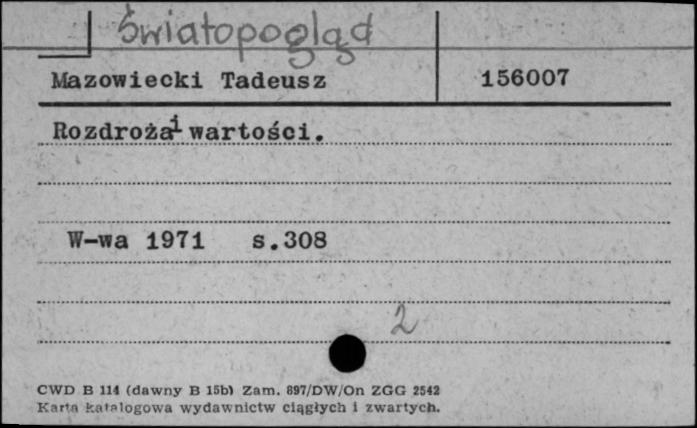 światopogląd
Mazowiecki Tadeusz 156007
Rozdroża i wartości.
W-wa 1971 s.308
2
CWD B 114 (dawny B 15b) Zam. 897/DW/On ZGG 2542
Karta katalogowa wydawnictw ciągłych i zwartych.